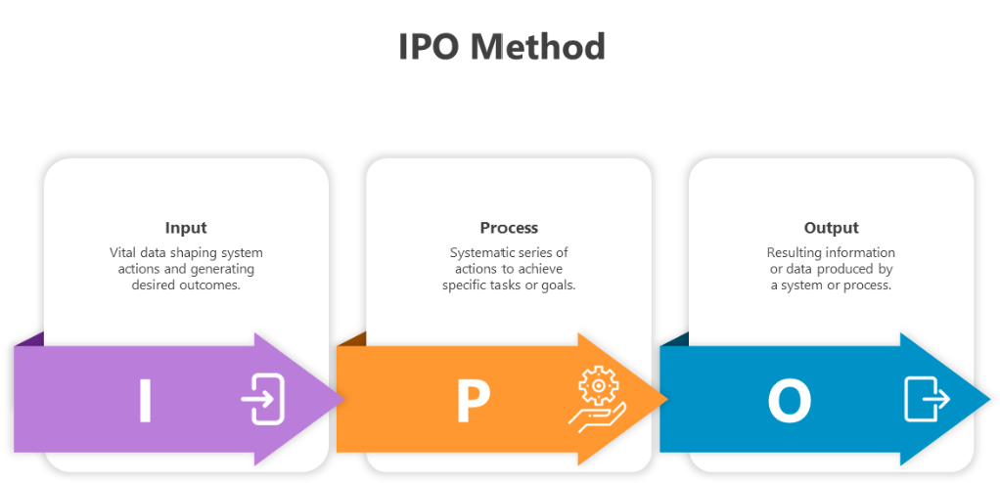 IPO Method
Input
Vital data shaping system
actions and generating
desired outcomes.
Process
Systematic series of
actions to achieve
specific tasks or goals.
Output
Resulting information
or data produced by
a system or process.
I
P
O